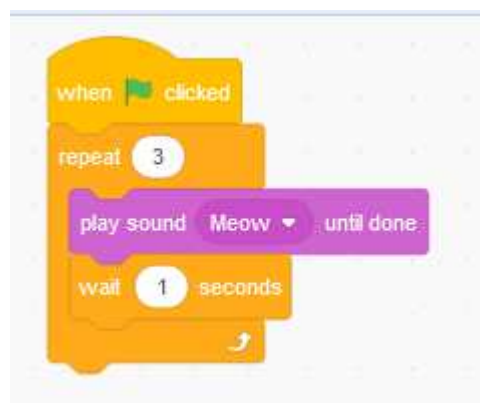 when clicked
repeat 3
play sound Meow until done
wait 1 seconds